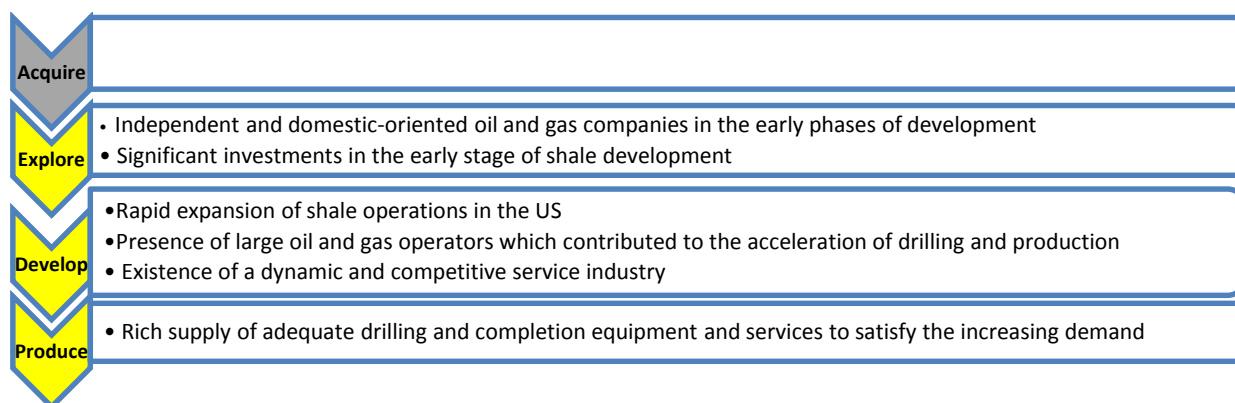 Acquire
Explore
• Independent and domestic-oriented oil and gas companies in the early phases of development
• Significant investments in the early stage of shale development
Develop
•Rapid expansion of shale operations in the US
•Presence of large oil and gas operators which contributed to the acceleration of drilling and production
• Existence of a dynamic and competitive service industry
Produce
• Rich supply of adequate drilling and completion equipment and services to satisfy the increasing demand